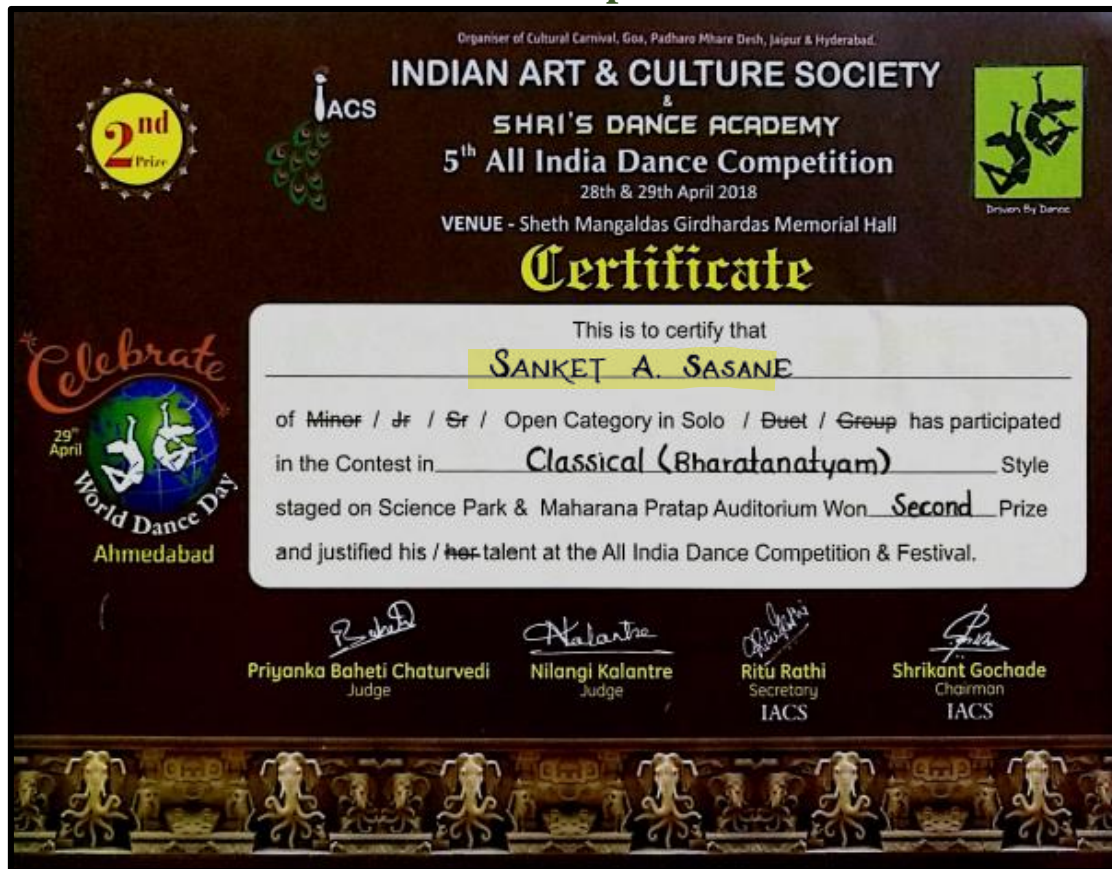 Organiser of Cultural Carnival, Goa, Padharo Mhare Desh, Jaipur & Hyderabad.
INDIAN ART & CULTURE SOCIETY
&
SHRI'S DANCE ACADEMY
5th All India Dance Competition
28th & 29th April 2018
VENUE - Sheth Mangaldas Girdhardas Memorial Hall
Certificate
2nd
Prize
IACS
Driven By Dance
This is to certify that
SANKET A. SASANE
of Minor / Jr / Sr / Open Category in Solo / Duet / Group has participated
in the Contest in Classical (Bharatanatyam) Style
staged on Science Park & Maharana Pratap Auditorium Won Second Prize
and justified his / her talent at the All India Dance Competition & Festival.
Celebrate
29th
April
World Dance Day
Ahmedabad
Priyanka Baheti Chaturvedi
Judge
Nilangi Kalantre
Judge
Ritu Rathi
Secretary
IACS
Shrikant Gochade
Chairman
IACS